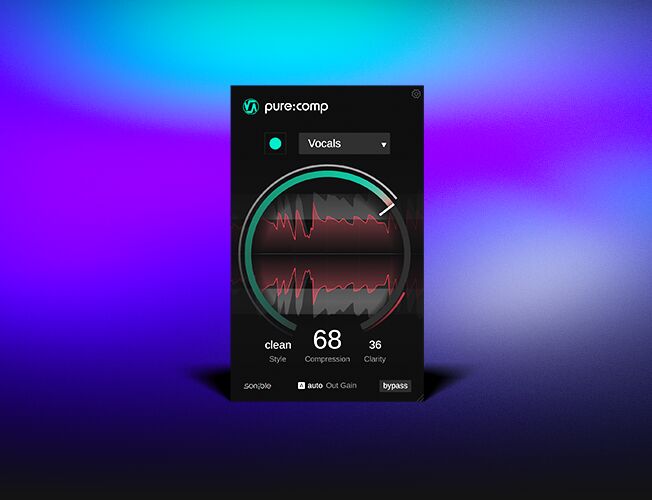 pure:comp
Vocals
clean 68 36
Style Compression Clarity
sonible A auto Out Gain bypass